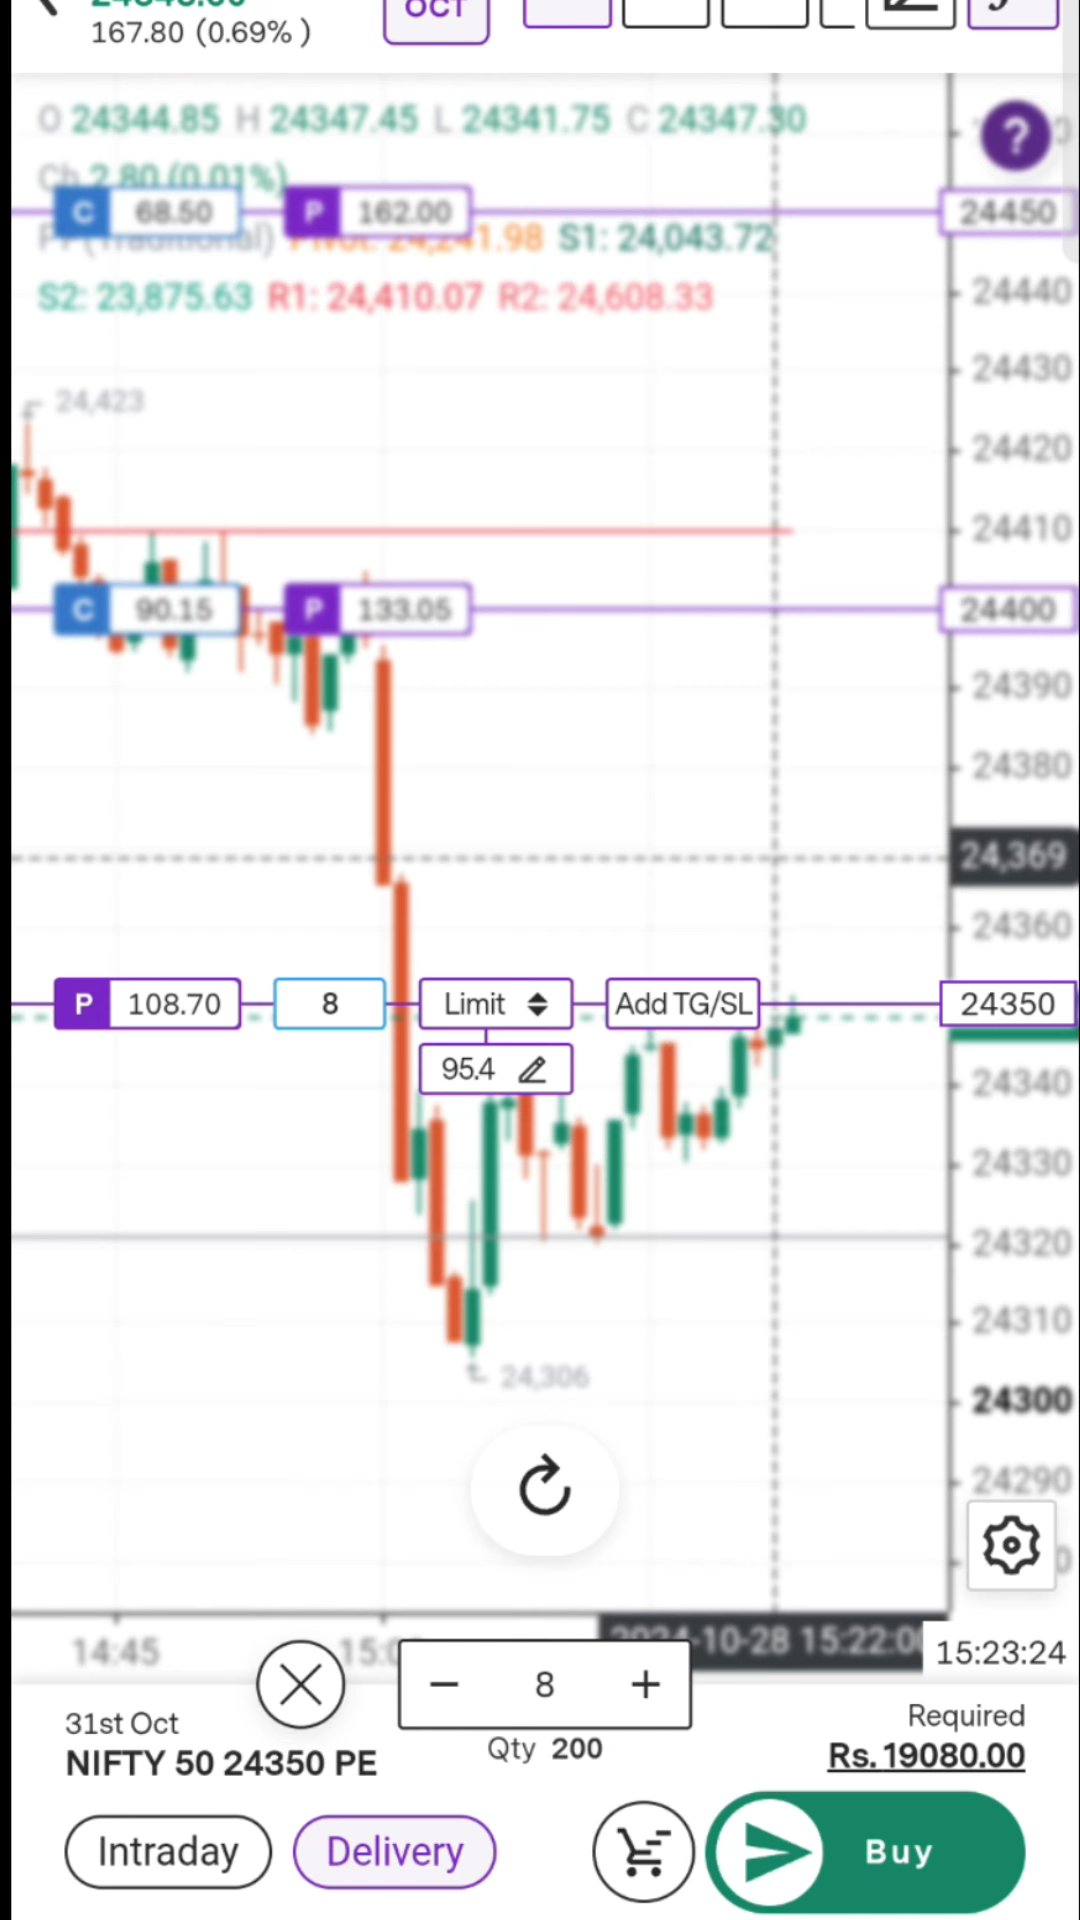 167.80 (0.69% )
OCT
O 24344.85 H 24347.45 L 24341.75 C 24347.30
Ch 2.80 (0.01%)
C 68.50 P 162.00 24450
Pivot: 24,241.98 S1: 24,043.72
S2: 23,875.63 R1: 24,410.07 R2: 24,608.33
24440
24430
24,423
24420
24410
C 90.15 P 133.05 24400
24390
24380
24,369
24360
P 108.70 8 Limit Add TG/SL 24350
95.4
24340
24330
24320
24310
24,306
24300
24290
14:45
2024-10-28 15:22:00
15:23:24
31st Oct
NIFTY 50 24350 PE
− 8 +
Qty 200
Required
Rs. 19080.00
Intraday Delivery Buy